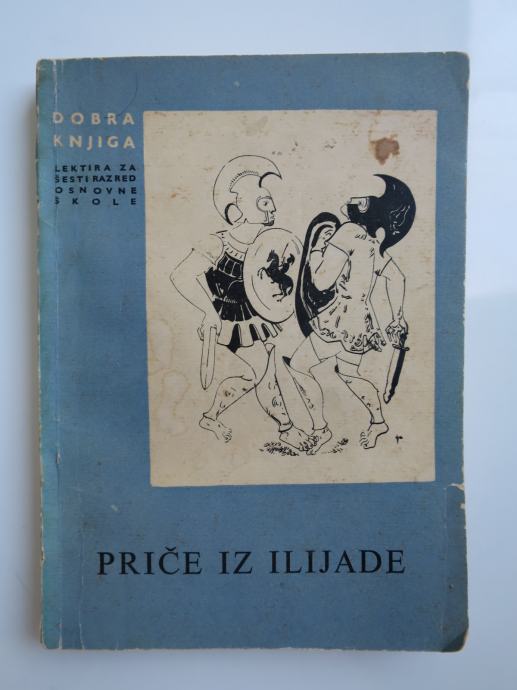 DOBRA
KNJIGA
LEKTIRA ZA
ŠESTI RAZRED
OSNOVNE
ŠKOLE
PRIČE IZ ILIJADE